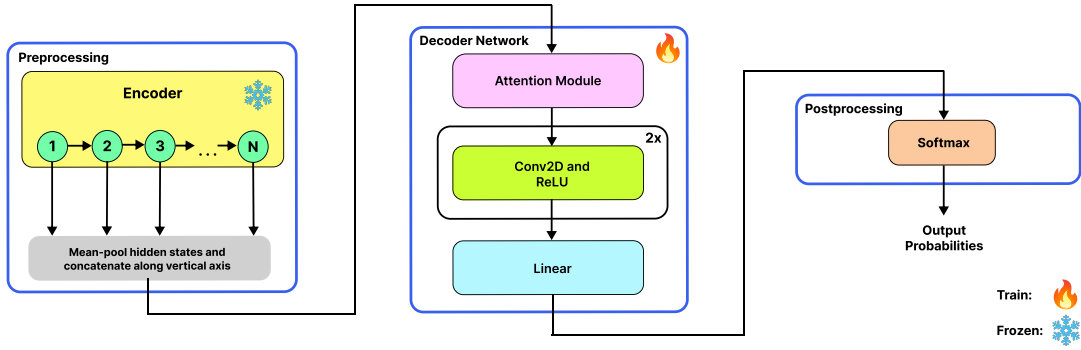 Preprocessing
Encoder
1
2
3
...
N
Mean-pool hidden states and
concatenate along vertical axis
Decoder Network
Attention Module
2x
Conv2D and
ReLU
Linear
Postprocessing
Softmax
Output
Probabilities
Train:
Frozen: